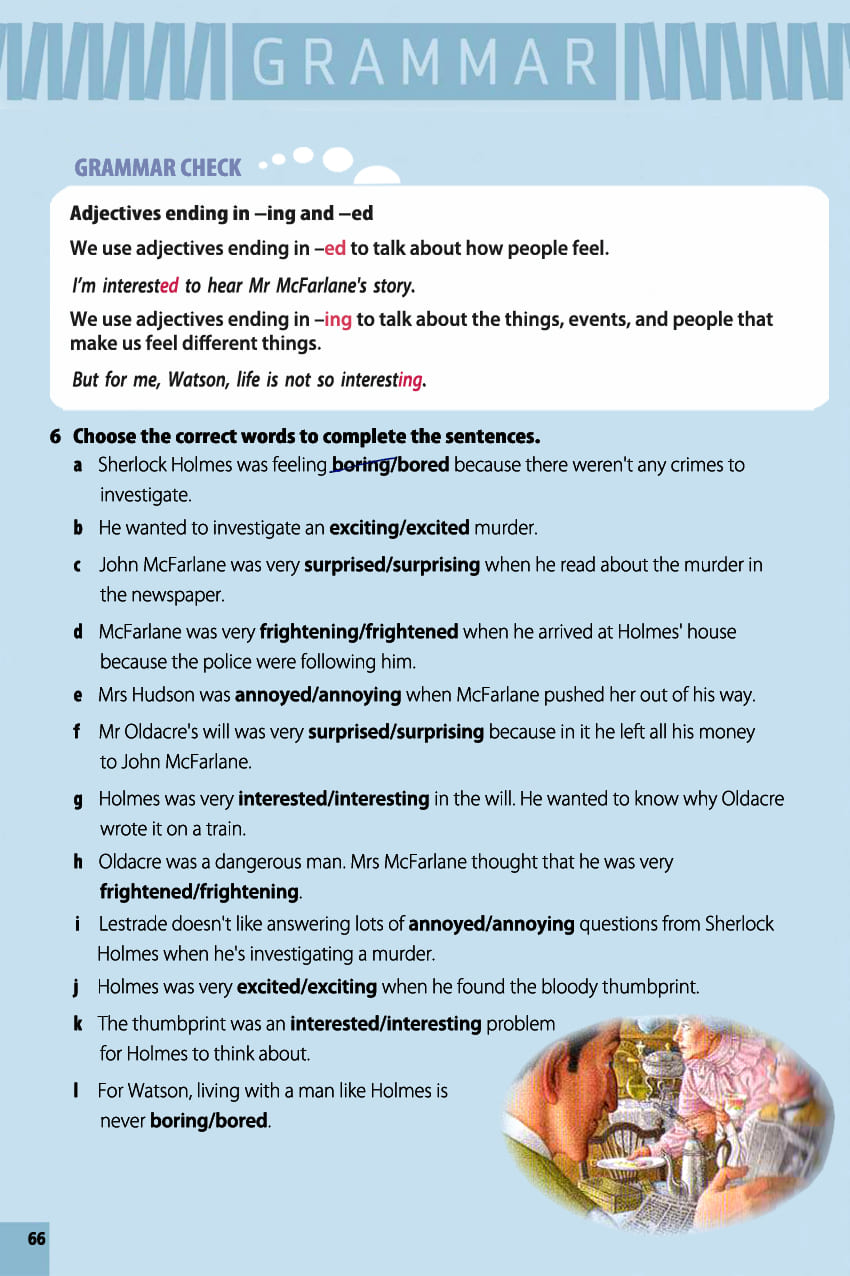 GRAMMAR
GRAMMAR CHECK
Adjectives ending in –ing and –ed
We use adjectives ending in –ed to talk about how people feel.
I'm interested to hear Mr McFarlane's story.
We use adjectives ending in –ing to talk about the things, events, and people that
make us feel different things.
But for me, Watson, life is not so interesting.
6 Choose the correct words to complete the sentences.
a Sherlock Holmes was feeling boring/bored because there weren't any crimes to
investigate.
b He wanted to investigate an exciting/excited murder.
c John McFarlane was very surprised/surprising when he read about the murder in
the newspaper.
d McFarlane was very frightening/frightened when he arrived at Holmes' house
because the police were following him.
e Mrs Hudson was annoyed/annoying when McFarlane pushed her out of his way.
f Mr Oldacre's will was very surprised/surprising because in it he left all his money
to John McFarlane.
g Holmes was very interested/interesting in the will. He wanted to know why Oldacre
wrote it on a train.
h Oldacre was a dangerous man. Mrs McFarlane thought that he was very
frightened/frightening.
i Lestrade doesn't like answering lots of annoyed/annoying questions from Sherlock
Holmes when he's investigating a murder.
j Holmes was very excited/exciting when he found the bloody thumbprint.
k The thumbprint was an interested/interesting problem
for Holmes to think about.
l For Watson, living with a man like Holmes is
never boring/bored.
66